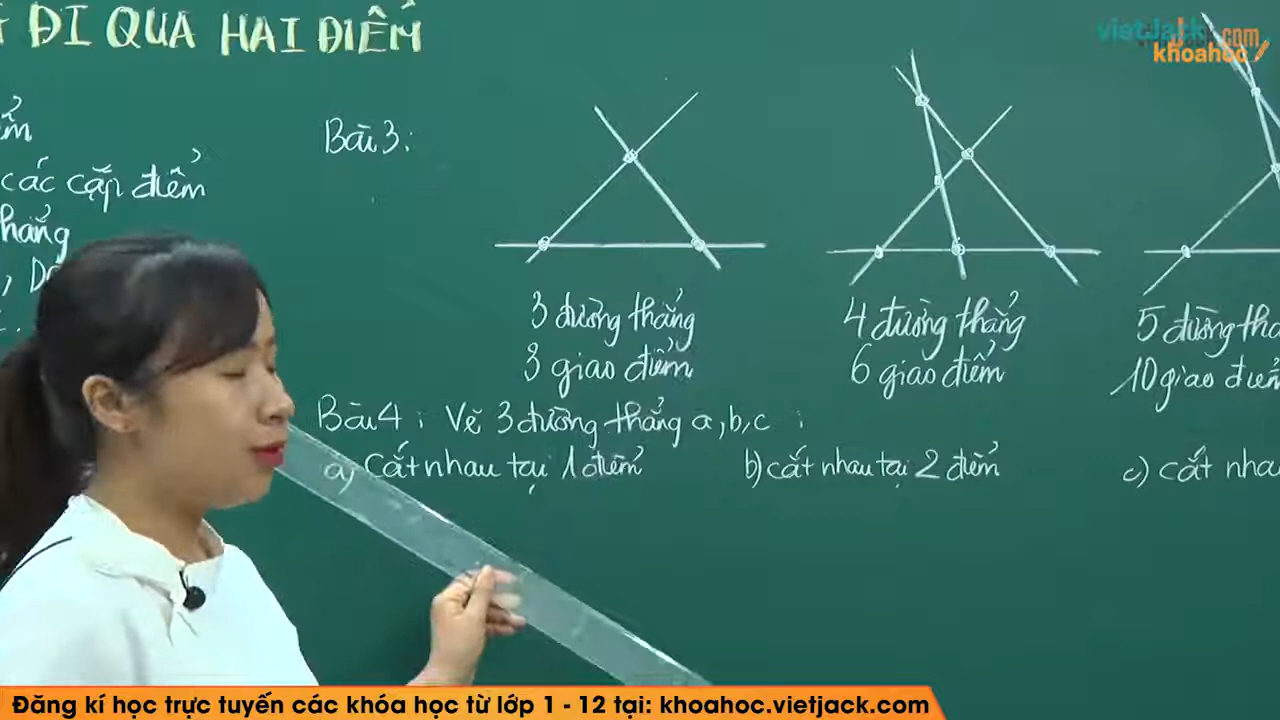 ĐI QUA HAI ĐIỂM
vietJack.com
khoahoc
các cặp điểm
Bài 3:
3 đường thẳng
3 giao điểm
4 đường thẳng
6 giao điểm
5 đường
10 giao điểm
Bài 4: Vẽ 3 đường thẳng a, b, c :
a, Cắt nhau tại 1 điểm
b) cắt nhau tại 2 điểm
c) cắt
Đăng kí học trực tuyến các khóa học từ lớp 1 - 12 tại: khoahoc.vietjack.com